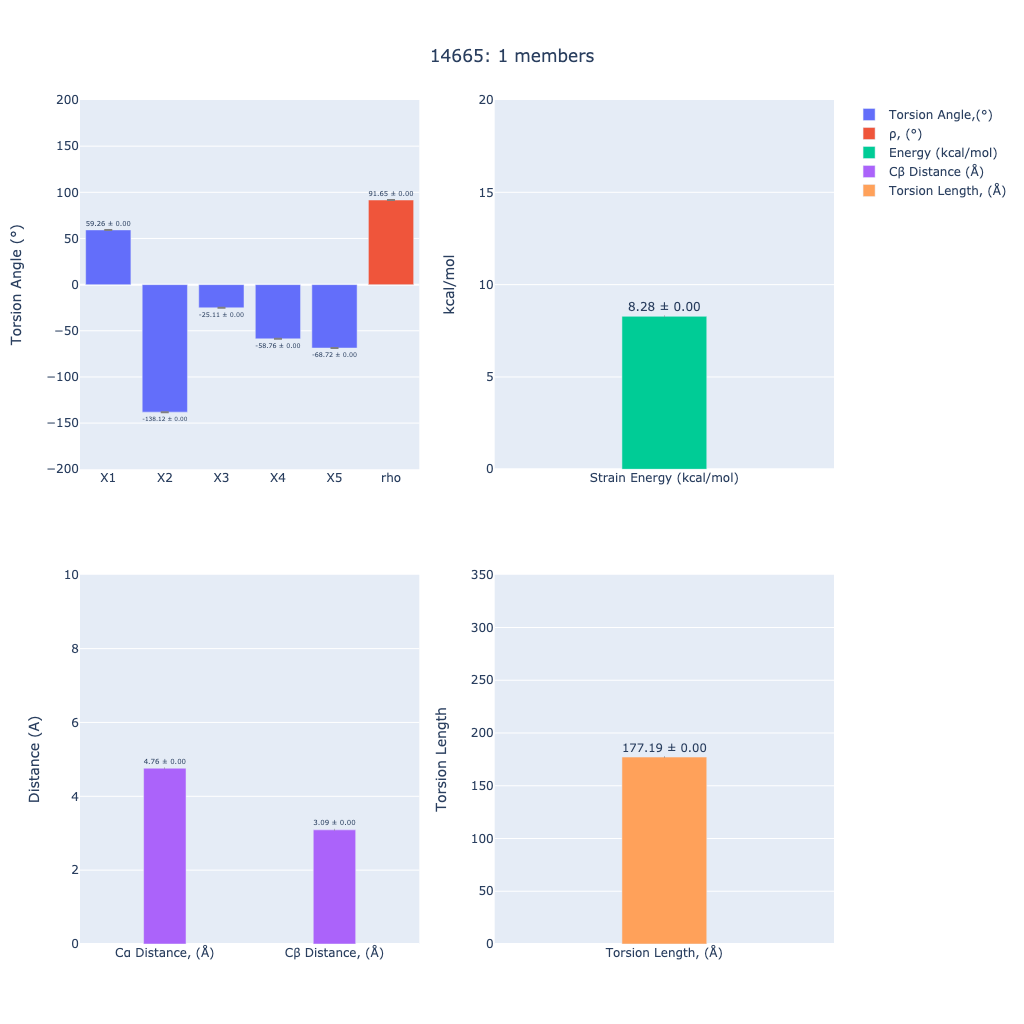 14665: 1 members
Torsion Angle (°)
200
150
100
50
0
−50
−100
−150
−200
59.26 ± 0.00
-138.12 ± 0.00
-25.11 ± 0.00
-58.76 ± 0.00
-68.72 ± 0.00
91.65 ± 0.00
X1 X2 X3 X4 X5 rho
kcal/mol
20
15
10
5
0
8.28 ± 0.00
Strain Energy (kcal/mol)
Torsion Angle,(°)
ρ, (°)
Energy (kcal/mol)
Cβ Distance (Å)
Torsion Length, (Å)
Distance (A)
10
8
6
4
2
0
4.76 ± 0.00
3.09 ± 0.00
Cα Distance, (Å) Cβ Distance, (Å)
Torsion Length
350
300
250
200
150
100
50
0
177.19 ± 0.00
Torsion Length, (Å)